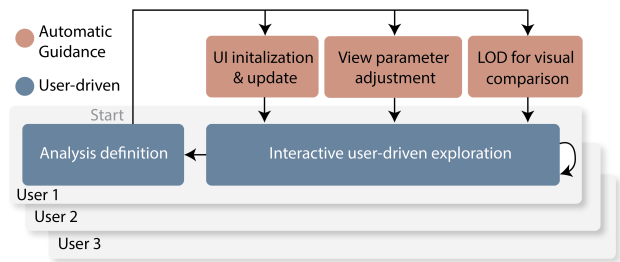 Automatic
Guidance
User-driven
UI initalization
& update
View parameter
adjustment
LOD for visual
comparison
Start
Analysis definition
Interactive user-driven exploration
User 1
User 2
User 3